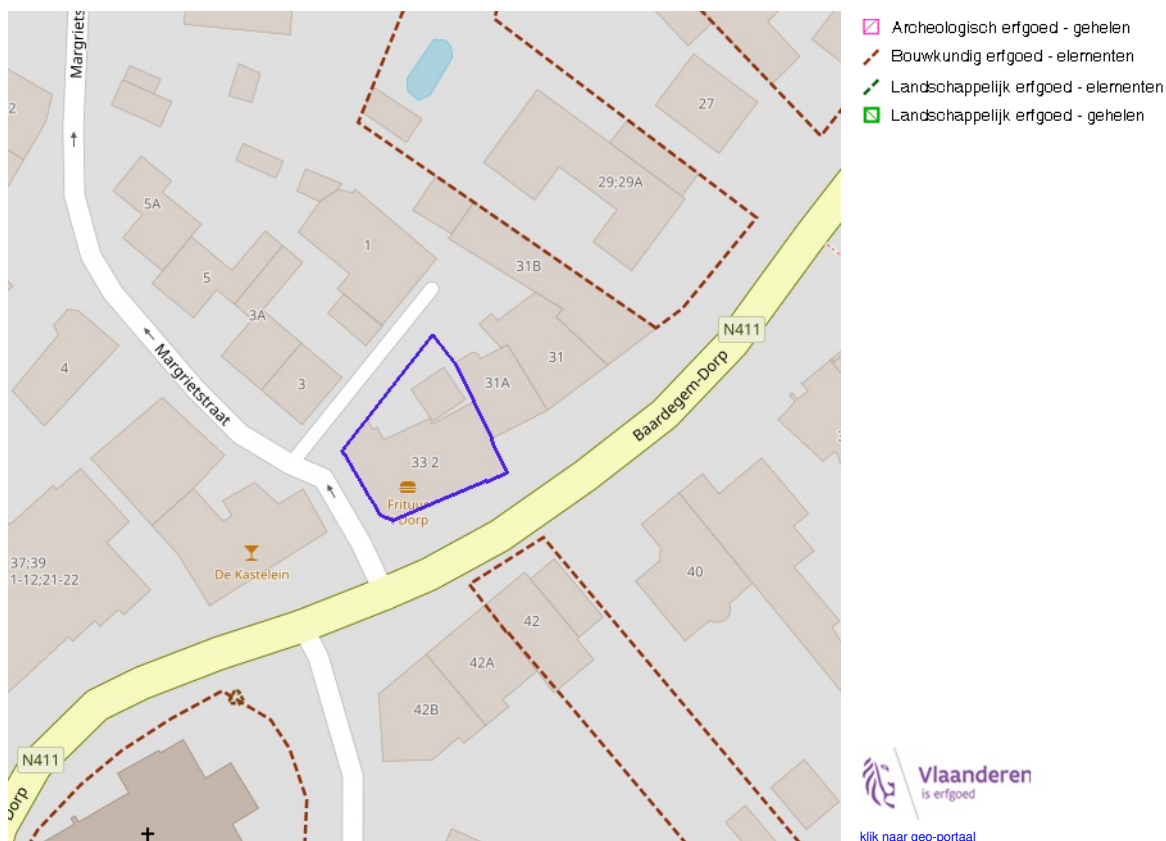 Margriets
2
27
29;29A
5A
1
5
31B
3A
N411
4
31
31A
3
Margrietstraat
Baardegem-Dorp
33 2
Frituur
Dorp
40
37;39
1-12;21-22
De Kastelein
42
42A
42B
N411
Dorp
Archeologisch erfgoed - gehelen
Bouwkundig erfgoed - elementen
Landschappelijk erfgoed - elementen
Landschappelijk erfgoed - gehelen
Vlaanderen
is erfgoed
klik naar geo-portaal